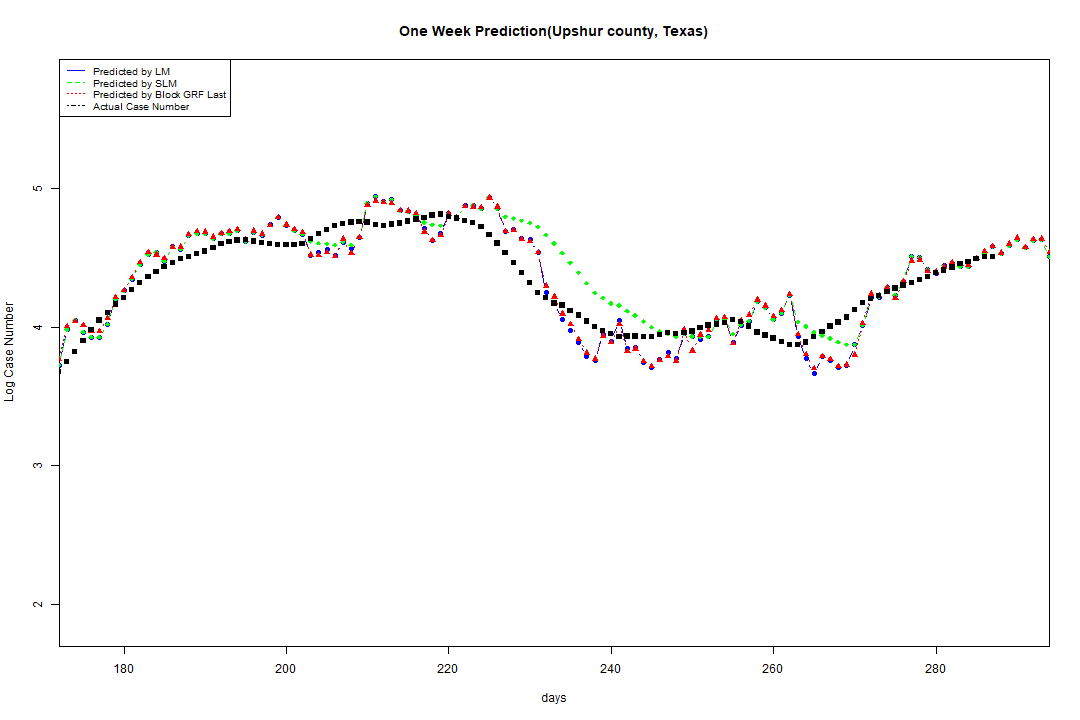 One Week Prediction(Upshur county, Texas)
Predicted by LM
Predicted by SLM
Predicted by Block GRF Last
Actual Case Number
5
4
3
2
Log Case Number
180 200 220 240 260 280
days